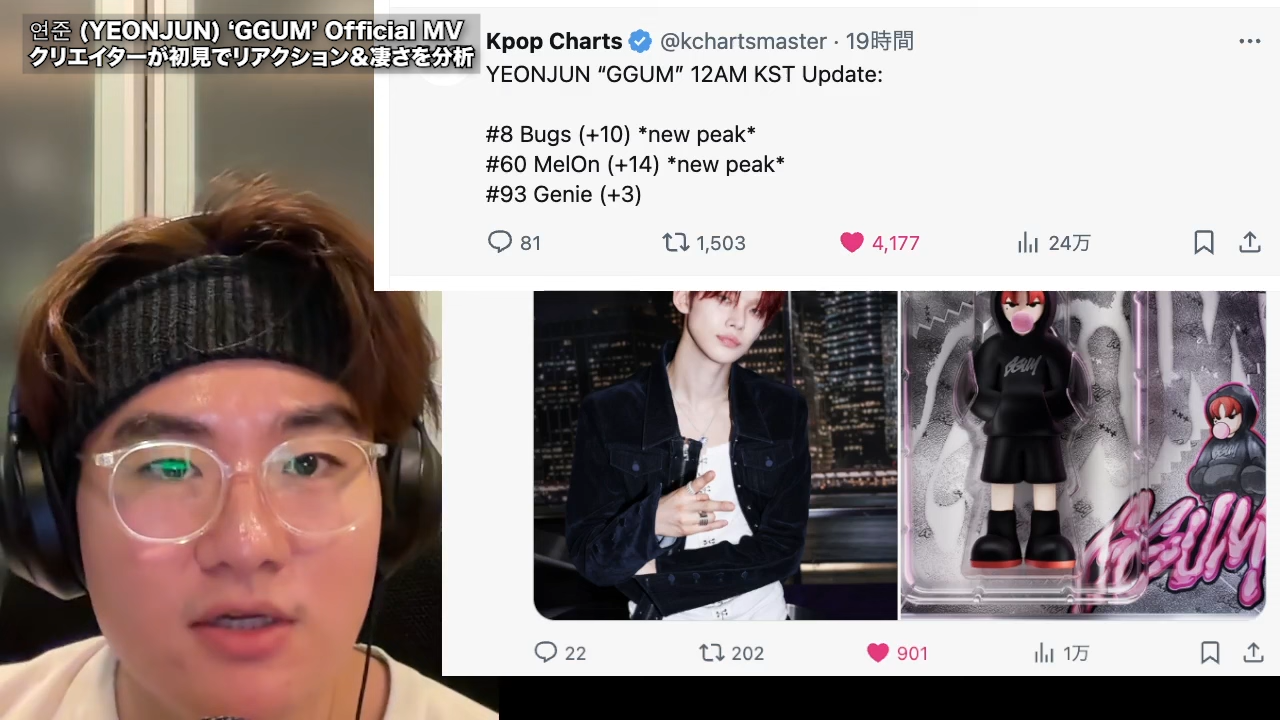 연준 (YEONJUN) ‘GGUM’ Official MV
クリエイターが初見でリアクション&凄さを分析
Kpop Charts @kchartsmaster · 19時間
YEONJUN “GGUM” 12AM KST Update:
#8 Bugs (+10) *new peak*
#60 MelOn (+14) *new peak*
#93 Genie (+3)
81 1,503 4,177 24万
GGUM
GGUM
22 202 901 1万